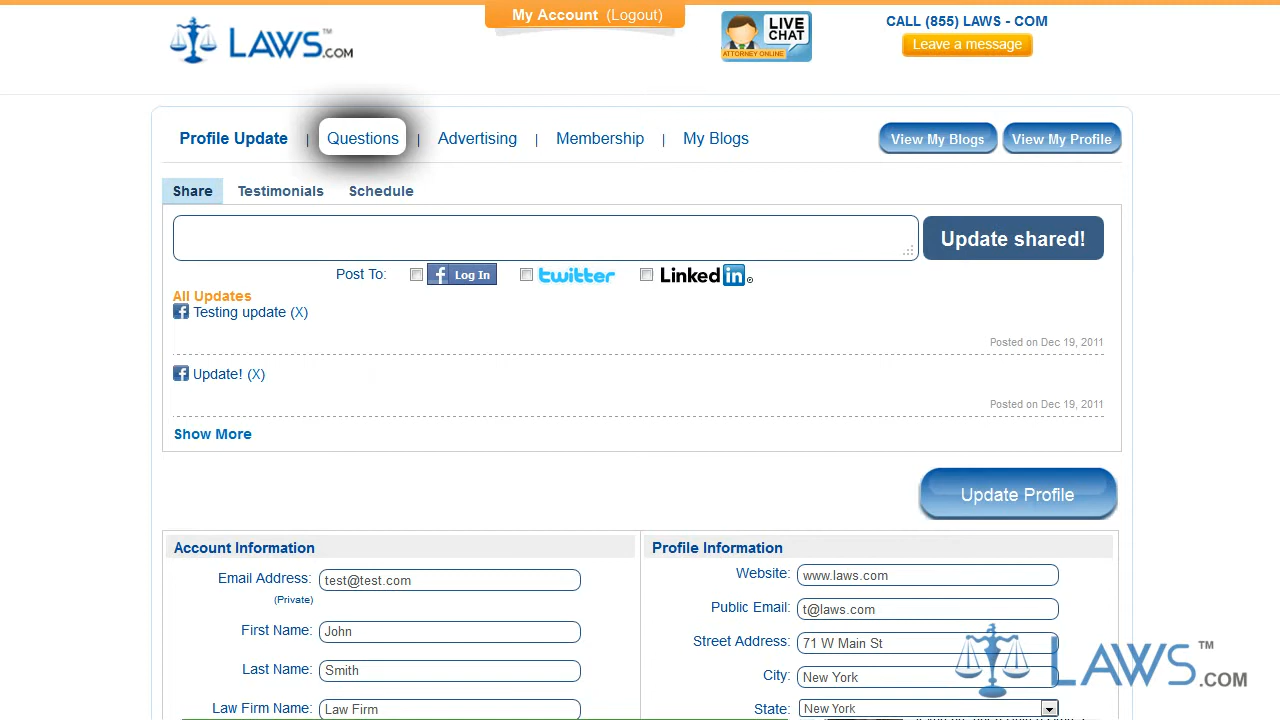 My Account (Logout)
LAWS™.COM
LIVE CHAT
ATTORNEY ONLINE
CALL (855) LAWS - COM
Leave a message
Profile Update | Questions | Advertising | Membership | My Blogs
View My Blogs
View My Profile
Share Testimonials Schedule
Update shared!
Post To: f Log In twitter Linked in
All Updates
Testing update (X)
Posted on Dec 19, 2011
Update! (X)
Posted on Dec 19, 2011
Show More
Update Profile
Account Information
Email Address: test@test.com
(Private)
First Name: John
Last Name: Smith
Law Firm Name: Law Firm
Profile Information
Website: www.laws.com
Public Email: t@laws.com
Street Address: 71 W Main St
City: New York
State: New York
LAWS™.COM